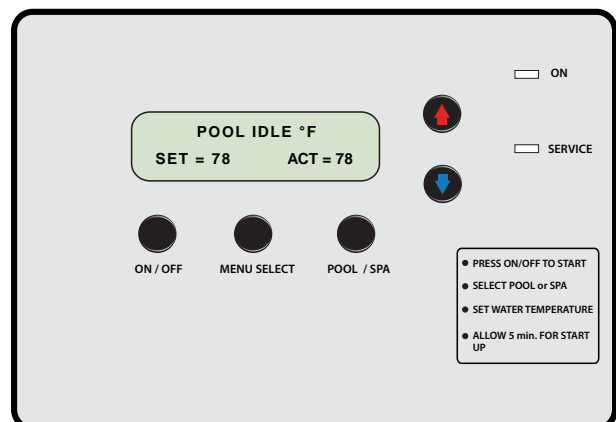 POOL IDLE °F
SET = 78 ACT = 78
ON
SERVICE
ON / OFF
MENU SELECT
POOL / SPA
● PRESS ON/OFF TO START
● SELECT POOL or SPA
● SET WATER TEMPERATURE
● ALLOW 5 min. FOR START
UP